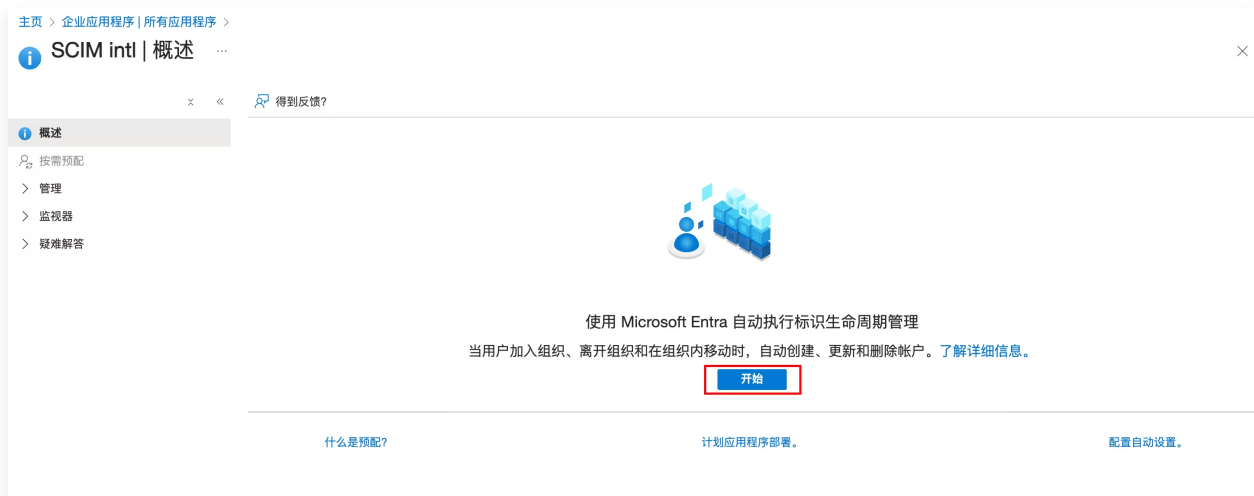 主页 > 企业应用程序 | 所有应用程序 >
SCIM intl | 概述 ...
得到反馈?
概述
按需预配
管理
监视器
疑难解答
使用 Microsoft Entra 自动执行标识生命周期管理
当用户加入组织、离开组织和在组织内移动时，自动创建、更新和删除帐户。了解详细信息。
开始
什么是预配? 计划应用程序部署。 配置自动设置。